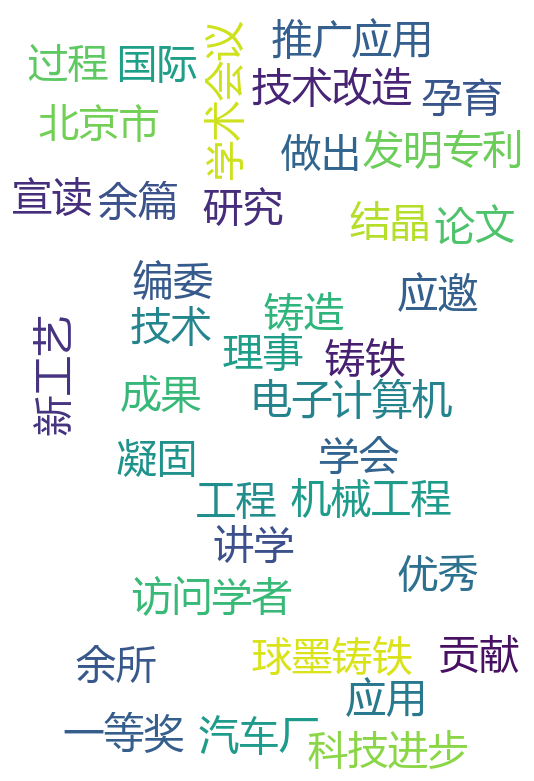 推广应用
过程
国际
学术会议
技术改造
孕育
北京市
做出
发明专利
宣读
余篇
研究
结晶
论文
编委
应邀
技术
铸造
新工艺
理事
铸铁
成果
电子计算机
凝固
学会
工程
机械工程
讲学
优秀
访问学者
余所
球墨铸铁
贡献
应用
一等奖
汽车厂
科技进步